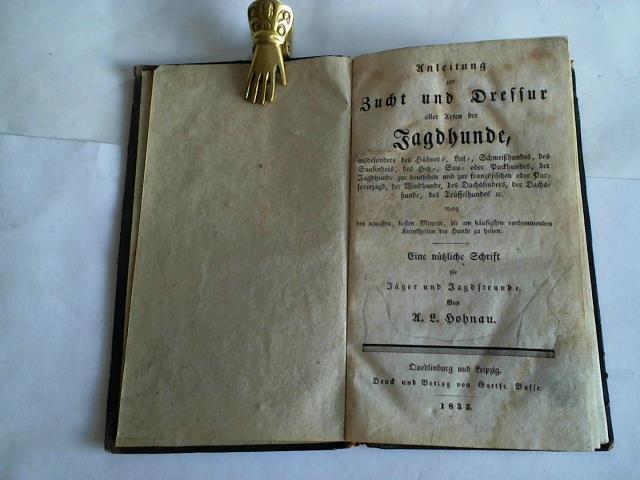 Anleitung
zur
Zucht und Dressur
aller Arten der
Jagdhunde,
insbesondere des Hühner-, Leit-, Schweißhundes, des
Saufinders, des Hetz-, Sau- oder Packhundes, der
Jagdhunde zur deutschen und zur französischen oder Par-
forcejagd, der Windhunde, des Dachsfinders, der Dachs-
hunde, des Trüffelhundes ꝛc.
Nebst
den neuesten, besten Mitteln, die am häufigsten vorkommenden
Krankheiten der Hunde zu heilen.
Eine nützliche Schrift
für
Jäger und Jagdfreunde.
Von
A. L. Hohnau.
Quedlinburg und Leipzig.
Druck und Verlag von Gottfr. Basse.
1835.